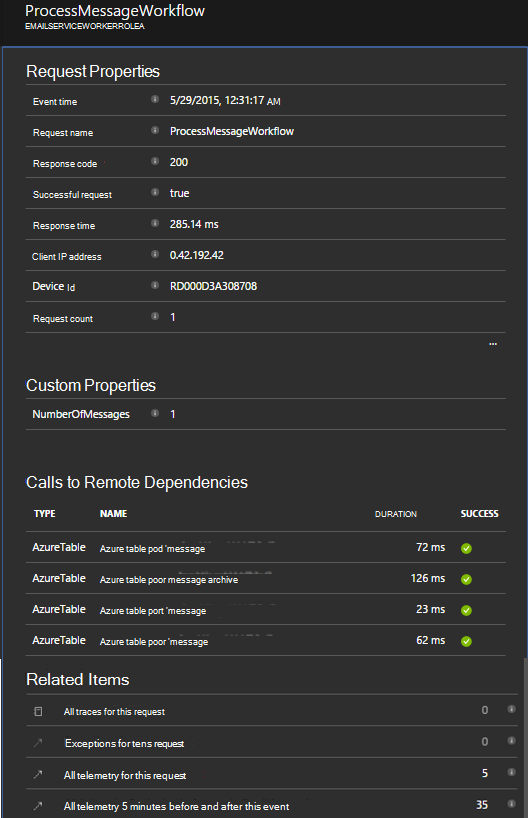 ProcessMessageWorkflow
EMAILSERVICEWORKERROLEA
Request Properties
Event time 5/29/2015, 12:31:17 AM
Request name ProcessMessageWorkflow
Response code 200
Successful request true
Response time 285.14 ms
Client IP address 0.42.192.42
Device Id RD000D3A308708
Request count 1
...
Custom Properties
NumberOfMessages 1
Calls to Remote Dependencies
TYPE NAME DURATION SUCCESS
AzureTable Azure table pod 'message 72 ms
AzureTable Azure table poor message archive 126 ms
AzureTable Azure table port 'message 23 ms
AzureTable Azure table poor 'message 62 ms
Related Items
All traces for this request 0
Exceptions for tens request 0
All telemetry for this request 5
All telemetry 5 minutes before and after this event 35